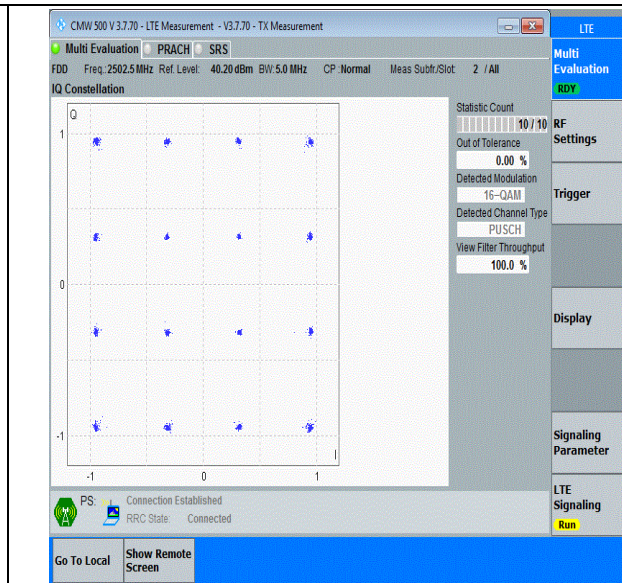 CMW 500 V 3.7.70 - LTE Measurement - V3.7.70 - TX Measurement
LTE
Multi Evaluation PRACH SRS
FDD Freq.:2502.5 MHz Ref. Level: 40.20 dBm BW:5.0 MHz CP :Normal Meas Subfr./Slot: 2 / All
IQ Constellation
Q
1
0
-1
I
-1 0 1
Statistic Count
10 / 10
Out of Tolerance
0.00 %
Detected Modulation
16-QAM
Detected Channel Type
PUSCH
View Filter Throughput
100.0 %
Multi
Evaluation
RDY
RF
Settings
Trigger
Display
Signaling
Parameter
LTE
Signaling
Run
PS: Connection Established
RRC State: Connected
Go To Local
Show Remote
Screen